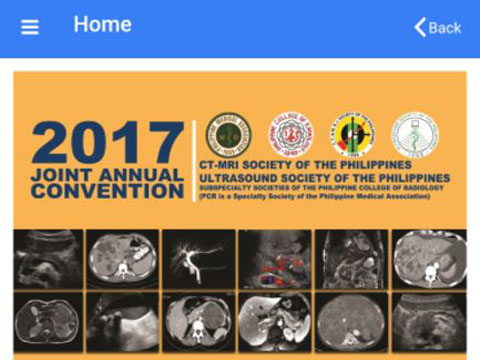 Home
Back
2017
JOINT ANNUAL
CONVENTION
CT-MRI SOCIETY OF THE PHILIPPINES
ULTRASOUND SOCIETY OF THE PHILIPPINES
SUBSPECIALTY SOCIETIES OF THE PHILIPPINE COLLEGE OF RADIOLOGY
(PCR is a Specialty Society of the Philippine Medical Association)